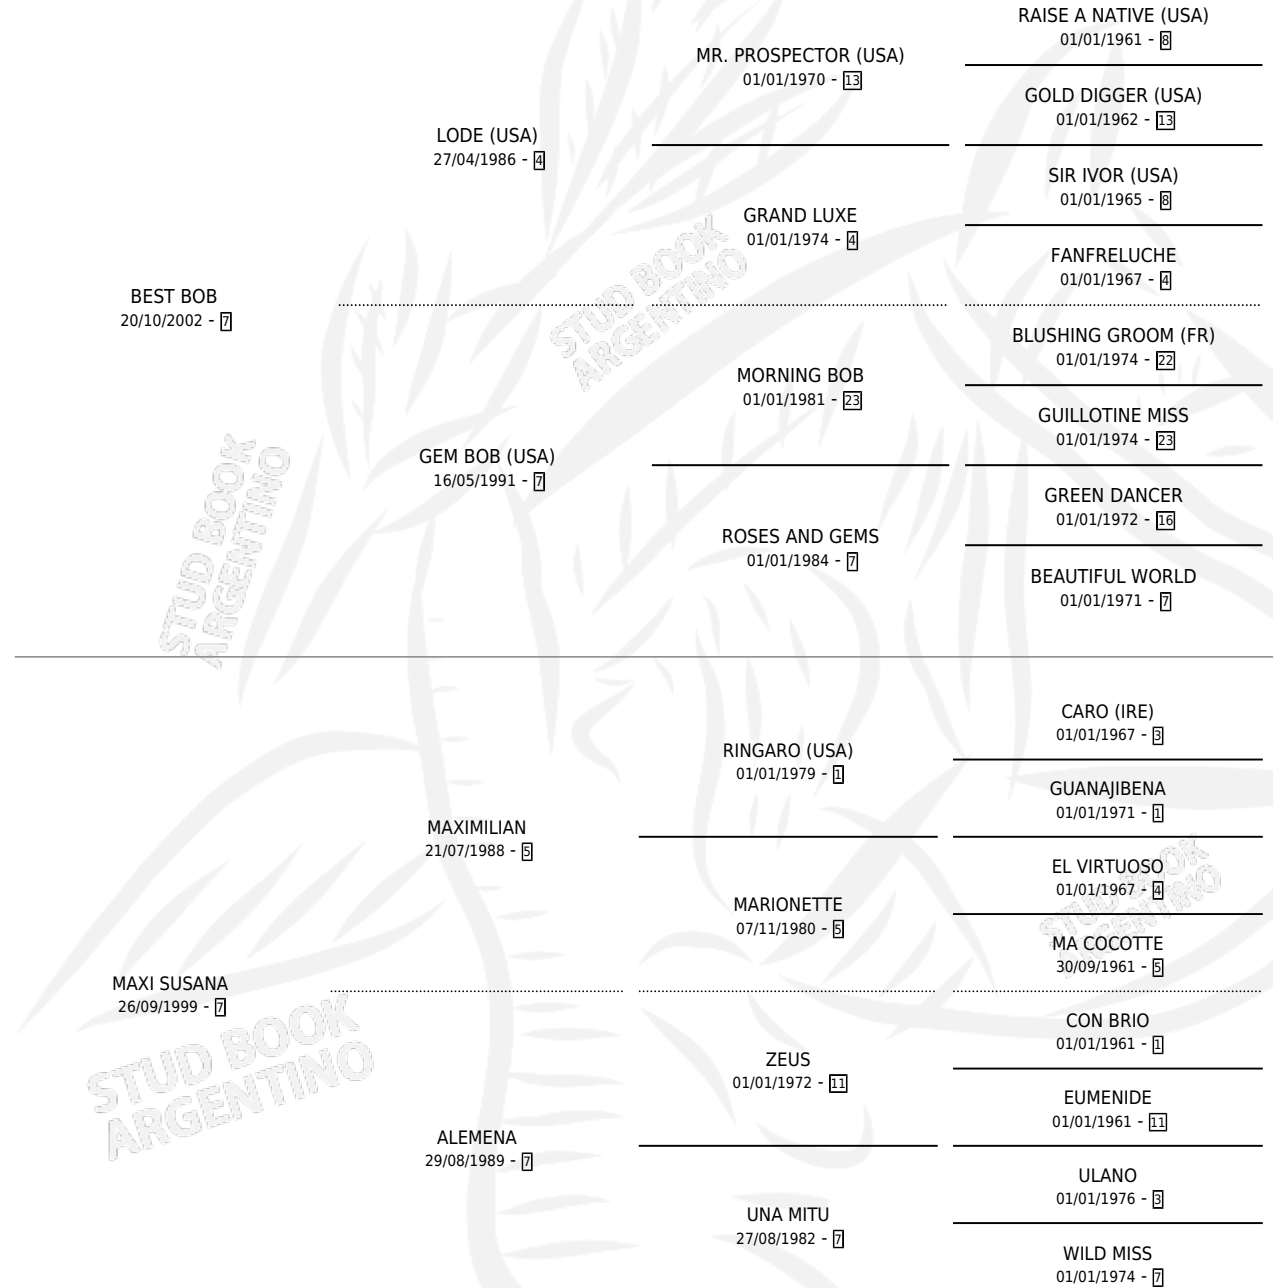 RAISE A NATIVE (USA)
01/01/1961 - 8
MR. PROSPECTOR (USA)
01/01/1970 - 13
GOLD DIGGER (USA)
01/01/1962 - 13
LODE (USA)
27/04/1986 - 4
SIR IVOR (USA)
01/01/1965 - 8
GRAND LUXE
01/01/1974 - 4
FANFRELUCHE
01/01/1967 - 4
BEST BOB
20/10/2002 - 7
STUD BOOK
ARGENTINO
BLUSHING GROOM (FR)
01/01/1974 - 22
MORNING BOB
01/01/1981 - 23
GUILLOTINE MISS
01/01/1974 - 23
GEM BOB (USA)
16/05/1991 - 7
GREEN DANCER
01/01/1972 - 16
ROSES AND GEMS
01/01/1984 - 7
BEAUTIFUL WORLD
01/01/1971 - 7
STUD BOOK
ARGENTINO
CARO (IRE)
01/01/1967 - 3
RINGARO (USA)
01/01/1979 - 1
GUANAJIBENA
01/01/1971 - 1
MAXIMILIAN
21/07/1988 - 5
EL VIRTUOSO
01/01/1967 - 4
MARIONETTE
07/11/1980 - 5
STUD BOOK
ARGENTINO
MA COCOTTE
30/09/1961 - 5
MAXI SUSANA
26/09/1999 - 7
STUD BOOK
ARGENTINO
CON BRIO
01/01/1961 - 1
ZEUS
01/01/1972 - 11
EUMENIDE
01/01/1961 - 11
ALEMENA
29/08/1989 - 7
ULANO
01/01/1976 - 3
UNA MITU
27/08/1982 - 7
WILD MISS
01/01/1974 - 7